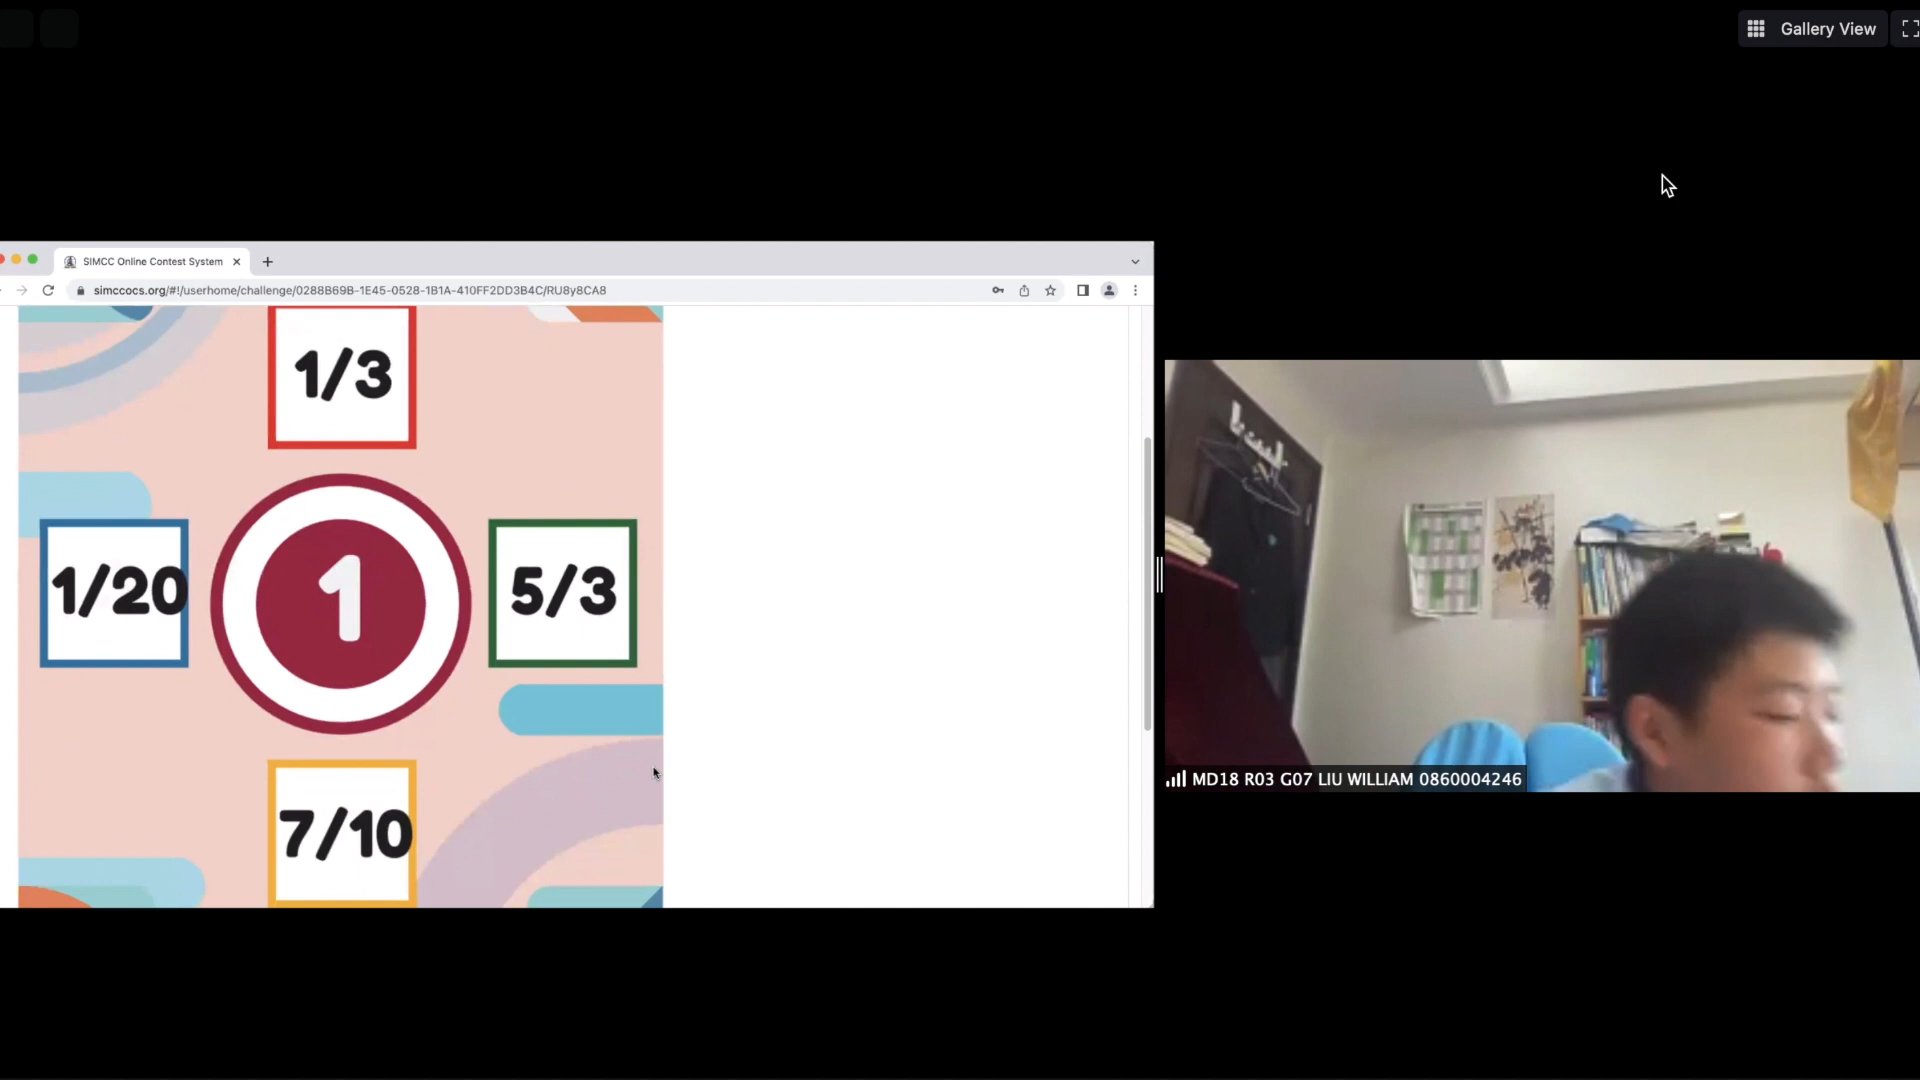 Gallery View
SIMCC Online Contest System
simccocs.org/#!/userhome/challenge/0288B69B-1E45-0528-1B1A-410FF2DD3B4C/RU8y8CA8
1/3
1/20
1
5/3
7/10
MD18 R03 G07 LIU WILLIAM 0860004246